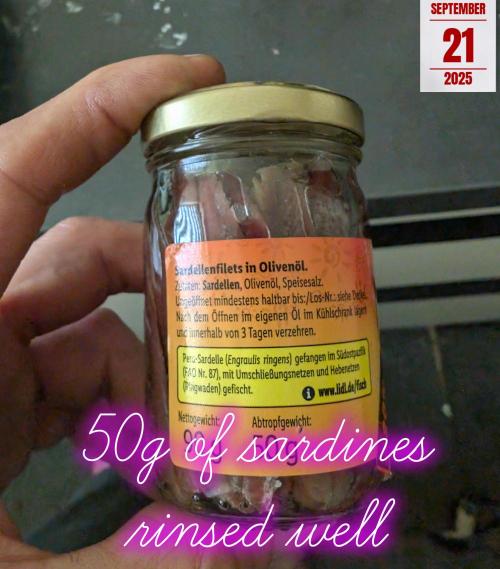 SEPTEMBER
21
2025
Sardellenfilets in Olivenöl.
Zutaten: Sardellen, Olivenöl, Speisesalz.
Ungeöffnet mindestens haltbar bis:/Los-Nr.: siehe Deckel.
Nach dem Öffnen im eigenen Öl im Kühlschrank lagern
und innerhalb von 3 Tagen verzehren.
Peru-Sardelle (Engraulis ringens) gefangen im Südostpazifik
(FAO Nr. 87), mit Umschließungsnetzen und Hebenetzen
(Ringwaden) gefischt.
i www.lidl.de/fisch
Nettogewicht: Abtropfgewicht:
50g
50g of sardines
rinsed well